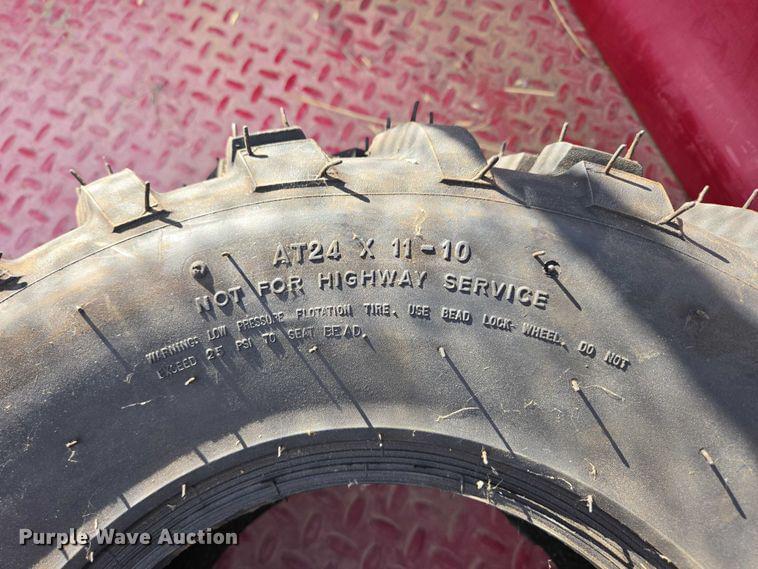 AT24 X 11-10
NOT FOR HIGHWAY SERVICE
WARNING: LOW PRESSURE FLOTATION TIRE. USE BEAD LOCK WHEEL. DO NOT
EXCEED 25 PSI TO SEAT BEAD.
Purple Wave Auction